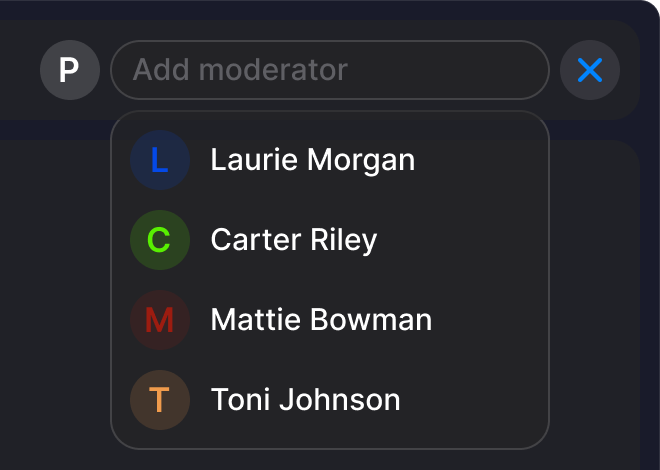 P Add moderator
L Laurie Morgan
C Carter Riley
M Mattie Bowman
T Toni Johnson